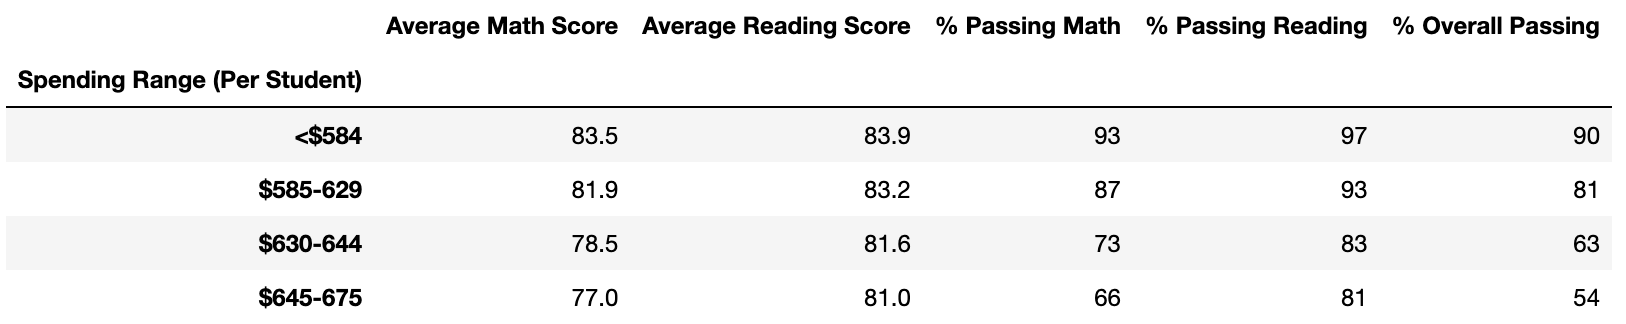 Average Math Score Average Reading Score % Passing Math % Passing Reading % Overall Passing
Spending Range (Per Student)
<$584 83.5 83.9 93 97 90
$585-629 81.9 83.2 87 93 81
$630-644 78.5 81.6 73 83 63
$645-675 77.0 81.0 66 81 54